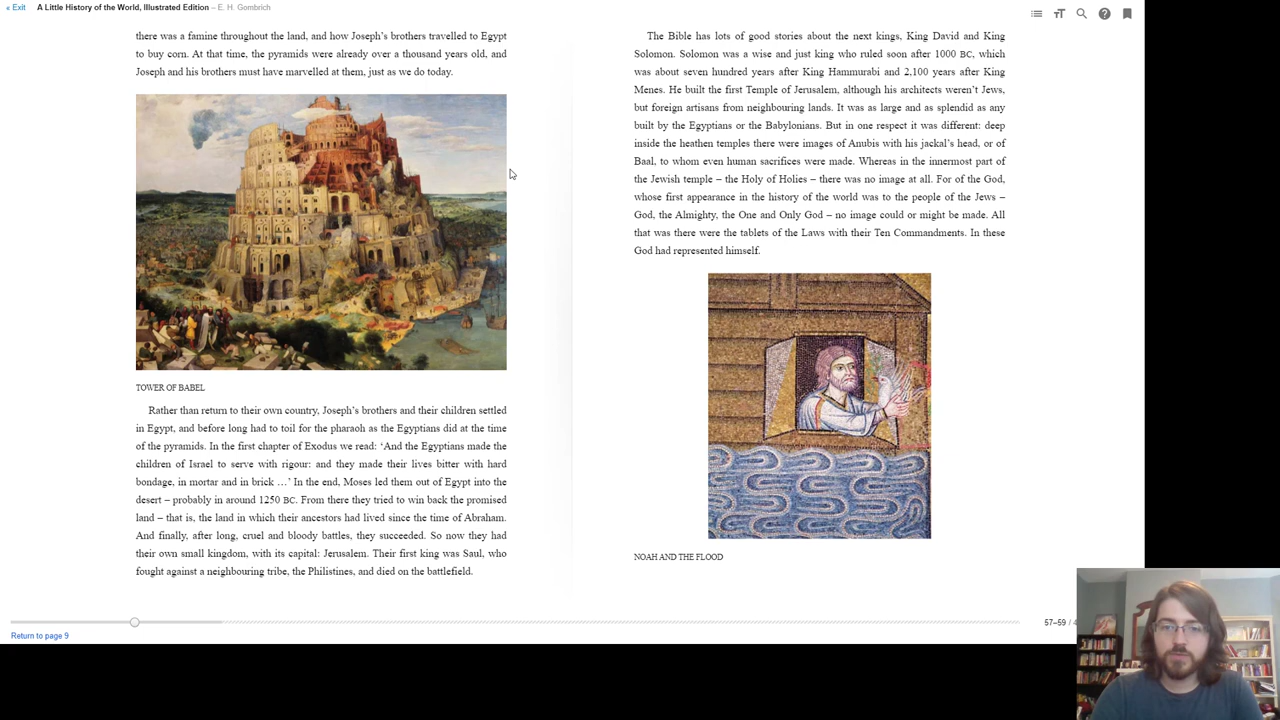 « Exit
A Little History of the World, Illustrated Edition – E. H. Gombrich
there was a famine throughout the land, and how Joseph's brothers travelled to Egypt
to buy corn. At that time, the pyramids were already over a thousand years old, and
Joseph and his brothers must have marvelled at them, just as we do today.
TOWER OF BABEL
Rather than return to their own country, Joseph's brothers and their children settled
in Egypt, and before long had to toil for the pharaoh as the Egyptians did at the time
of the pyramids. In the first chapter of Exodus we read: 'And the Egyptians made the
children of Israel to serve with rigour: and they made their lives bitter with hard
bondage, in mortar and in brick …' In the end, Moses led them out of Egypt into the
desert – probably in around 1250 BC. From there they tried to win back the promised
land – that is, the land in which their ancestors had lived since the time of Abraham.
And finally, after long, cruel and bloody battles, they succeeded. So now they had
their own small kingdom, with its capital: Jerusalem. Their first king was Saul, who
fought against a neighbouring tribe, the Philistines, and died on the battlefield.
The Bible has lots of good stories about the next kings, King David and King
Solomon. Solomon was a wise and just king who ruled soon after 1000 BC, which
was about seven hundred years after King Hammurabi and 2,100 years after King
Menes. He built the first Temple of Jerusalem, although his architects weren't Jews,
but foreign artisans from neighbouring lands. It was as large and as splendid as any
built by the Egyptians or the Babylonians. But in one respect it was different: deep
inside the heathen temples there were images of Anubis with his jackal's head, or of
Baal, to whom even human sacrifices were made. Whereas in the innermost part of
the Jewish temple – the Holy of Holies – there was no image at all. For of the God,
whose first appearance in the history of the world was to the people of the Jews –
God, the Almighty, the One and Only God – no image could or might be made. All
that was there were the tablets of the Laws with their Ten Commandments. In these
God had represented himself.
NOAH AND THE FLOOD
57–59 /
Return to page 9